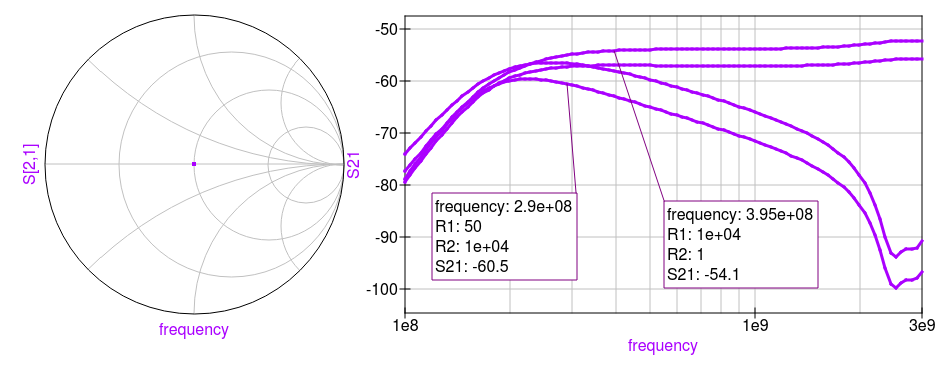 S[2,1]
frequency
S21
-50
-60
-70
-80
-90
-100
frequency: 2.9e+08
R1: 50
R2: 1e+04
S21: -60.5
frequency: 3.95e+08
R1: 1e+04
R2: 1
S21: -54.1
1e8
1e9
3e9
frequency